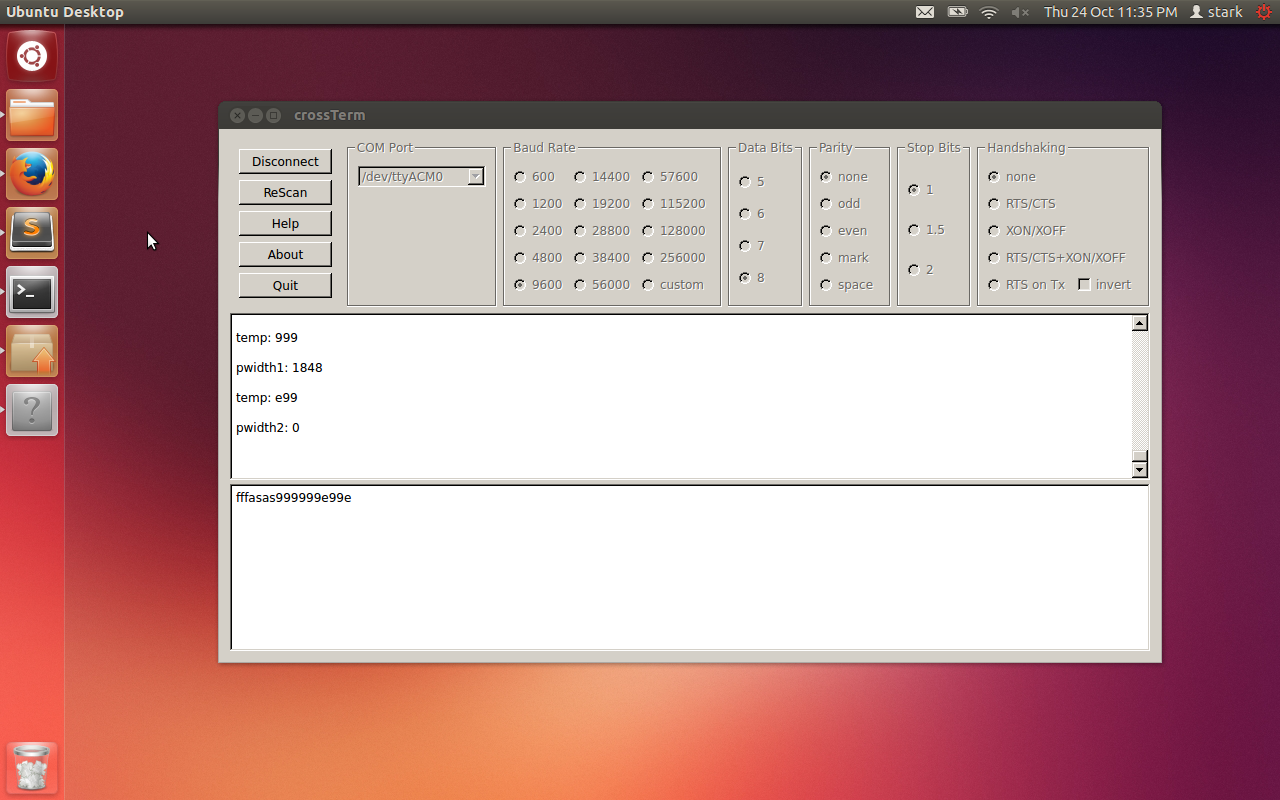 Ubuntu Desktop
Thu 24 Oct 11:35 PM stark
crossTerm
Disconnect
ReScan
Help
About
Quit
COM Port
/dev/ttyACM0
Baud Rate
600 14400 57600
1200 19200 115200
2400 28800 128000
4800 38400 256000
9600 56000 custom
Data Bits
5
6
7
8
Parity
none
odd
even
mark
space
Stop Bits
1
1.5
2
Handshaking
none
RTS/CTS
XON/XOFF
RTS/CTS+XON/XOFF
RTS on Tx invert
temp: 999
pwidth1: 1848
temp: e99
pwidth2: 0
fffasas999999e99e